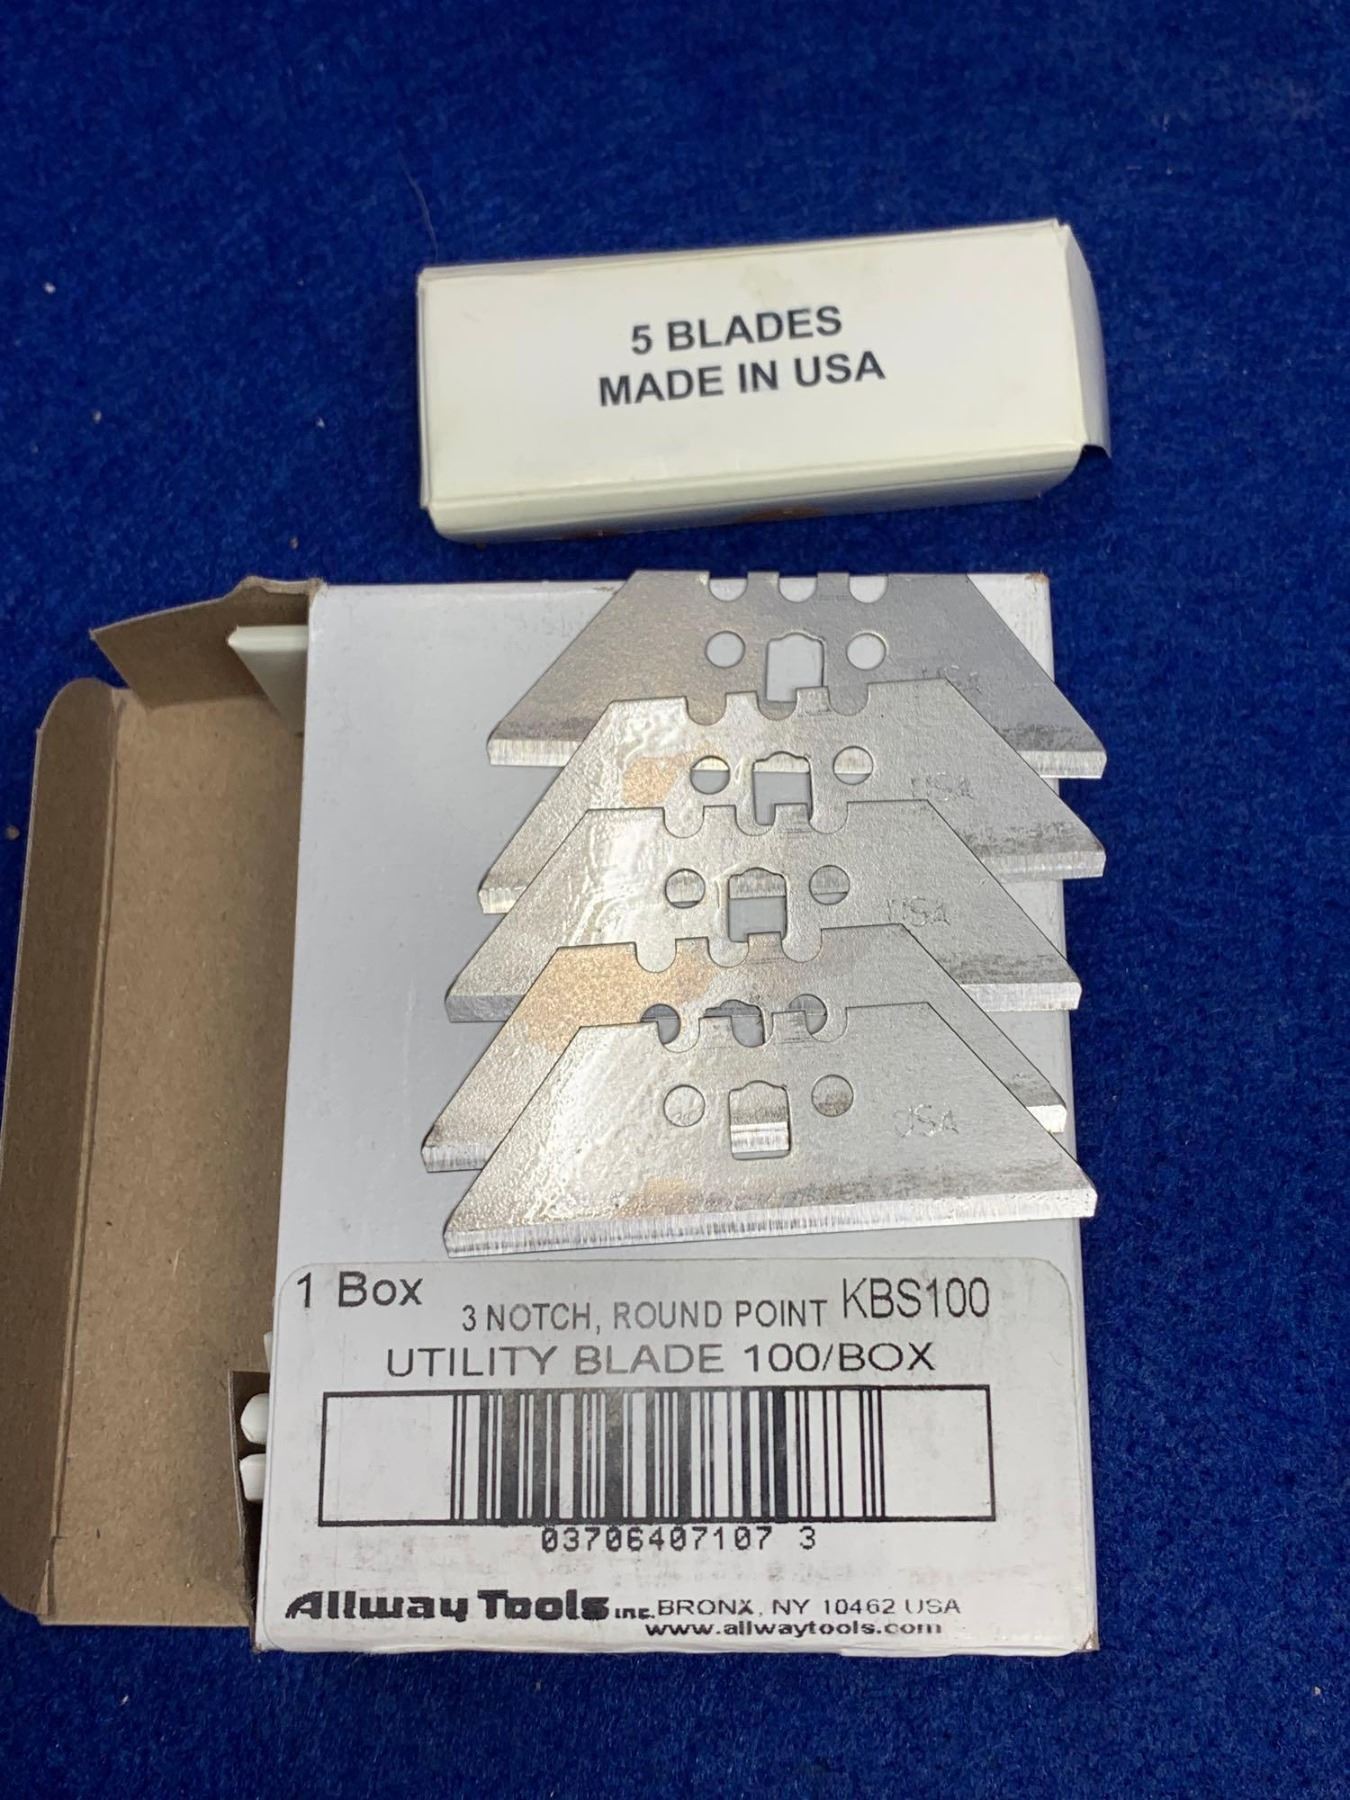 5 BLADES
MADE IN USA
USA
USA
USA
1 Box
3 NOTCH, ROUND POINT KBS100
UTILITY BLADE 100/BOX
03706407107 3
Allway Tools inc. BRONX, NY 10462 USA
www.allwaytools.com